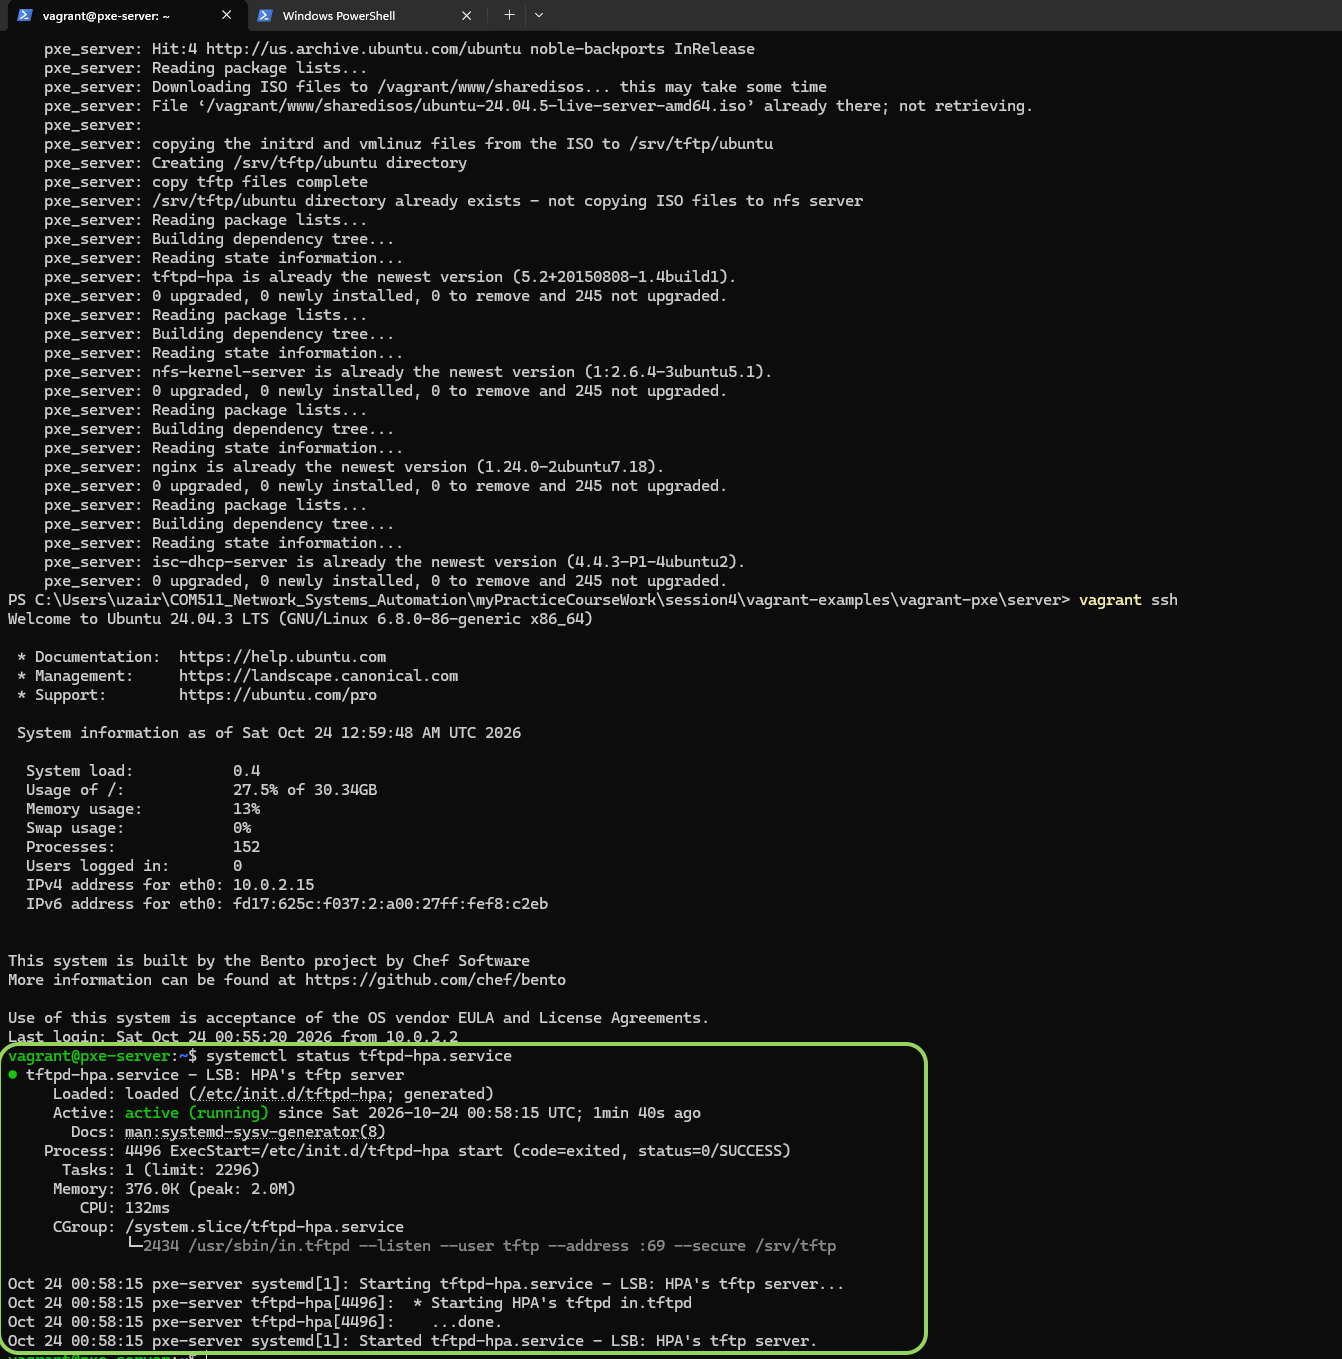 vagrant@pxe-server: ~
Windows PowerShell
pxe_server: Hit:4 http://us.archive.ubuntu.com/ubuntu noble-backports InRelease
pxe_server: Reading package lists...
pxe_server: Downloading ISO files to /vagrant/www/sharedisos... this may take some time
pxe_server: File ‘/vagrant/www/sharedisos/ubuntu-24.04.5-live-server-amd64.iso’ already there; not retrieving.
pxe_server:
pxe_server: copying the initrd and vmlinuz files from the ISO to /srv/tftp/ubuntu
pxe_server: Creating /srv/tftp/ubuntu directory
pxe_server: copy tftp files complete
pxe_server: /srv/tftp/ubuntu directory already exists - not copying ISO files to nfs server
pxe_server: Reading package lists...
pxe_server: Building dependency tree...
pxe_server: Reading state information...
pxe_server: tftpd-hpa is already the newest version (5.2+20150808-1.4build1).
pxe_server: 0 upgraded, 0 newly installed, 0 to remove and 245 not upgraded.
pxe_server: Reading package lists...
pxe_server: Building dependency tree...
pxe_server: Reading state information...
pxe_server: nfs-kernel-server is already the newest version (1:2.6.4-3ubuntu5.1).
pxe_server: 0 upgraded, 0 newly installed, 0 to remove and 245 not upgraded.
pxe_server: Reading package lists...
pxe_server: Building dependency tree...
pxe_server: Reading state information...
pxe_server: nginx is already the newest version (1.24.0-2ubuntu7.18).
pxe_server: 0 upgraded, 0 newly installed, 0 to remove and 245 not upgraded.
pxe_server: Reading package lists...
pxe_server: Building dependency tree...
pxe_server: Reading state information...
pxe_server: isc-dhcp-server is already the newest version (4.4.3-P1-4ubuntu2).
pxe_server: 0 upgraded, 0 newly installed, 0 to remove and 245 not upgraded.
PS C:\Users\uzair\COM511_Network_Systems_Automation\myPracticeCourseWork\session4\vagrant-examples\vagrant-pxe\server> vagrant ssh
Welcome to Ubuntu 24.04.3 LTS (GNU/Linux 6.8.0-86-generic x86_64)
* Documentation:  https://help.ubuntu.com
* Management:     https://landscape.canonical.com
* Support:        https://ubuntu.com/pro
System information as of Sat Oct 24 12:59:48 AM UTC 2026
System load:           0.4
Usage of /:            27.5% of 30.34GB
Memory usage:          13%
Swap usage:            0%
Processes:             152
Users logged in:       0
IPv4 address for eth0: 10.0.2.15
IPv6 address for eth0: fd17:625c:f037:2:a00:27ff:fef8:c2eb
This system is built by the Bento project by Chef Software
More information can be found at https://github.com/chef/bento
Use of this system is acceptance of the OS vendor EULA and License Agreements.
Last login: Sat Oct 24 00:55:20 2026 from 10.0.2.2
vagrant@pxe-server:~$ systemctl status tftpd-hpa.service
● tftpd-hpa.service - LSB: HPA's tftp server
Loaded: loaded (/etc/init.d/tftpd-hpa; generated)
Active: active (running) since Sat 2026-10-24 00:58:15 UTC; 1min 40s ago
Docs: man:systemd-sysv-generator(8)
Process: 4496 ExecStart=/etc/init.d/tftpd-hpa start (code=exited, status=0/SUCCESS)
Tasks: 1 (limit: 2296)
Memory: 376.0K (peak: 2.0M)
CPU: 132ms
CGroup: /system.slice/tftpd-hpa.service
└─2434 /usr/sbin/in.tftpd --listen --user tftp --address :69 --secure /srv/tftp
Oct 24 00:58:15 pxe-server systemd[1]: Starting tftpd-hpa.service - LSB: HPA's tftp server...
Oct 24 00:58:15 pxe-server tftpd-hpa[4496]:  * Starting HPA's tftpd in.tftpd
Oct 24 00:58:15 pxe-server tftpd-hpa[4496]:    ...done.
Oct 24 00:58:15 pxe-server systemd[1]: Started tftpd-hpa.service - LSB: HPA's tftp server.
vagrant@pxe-server:~$